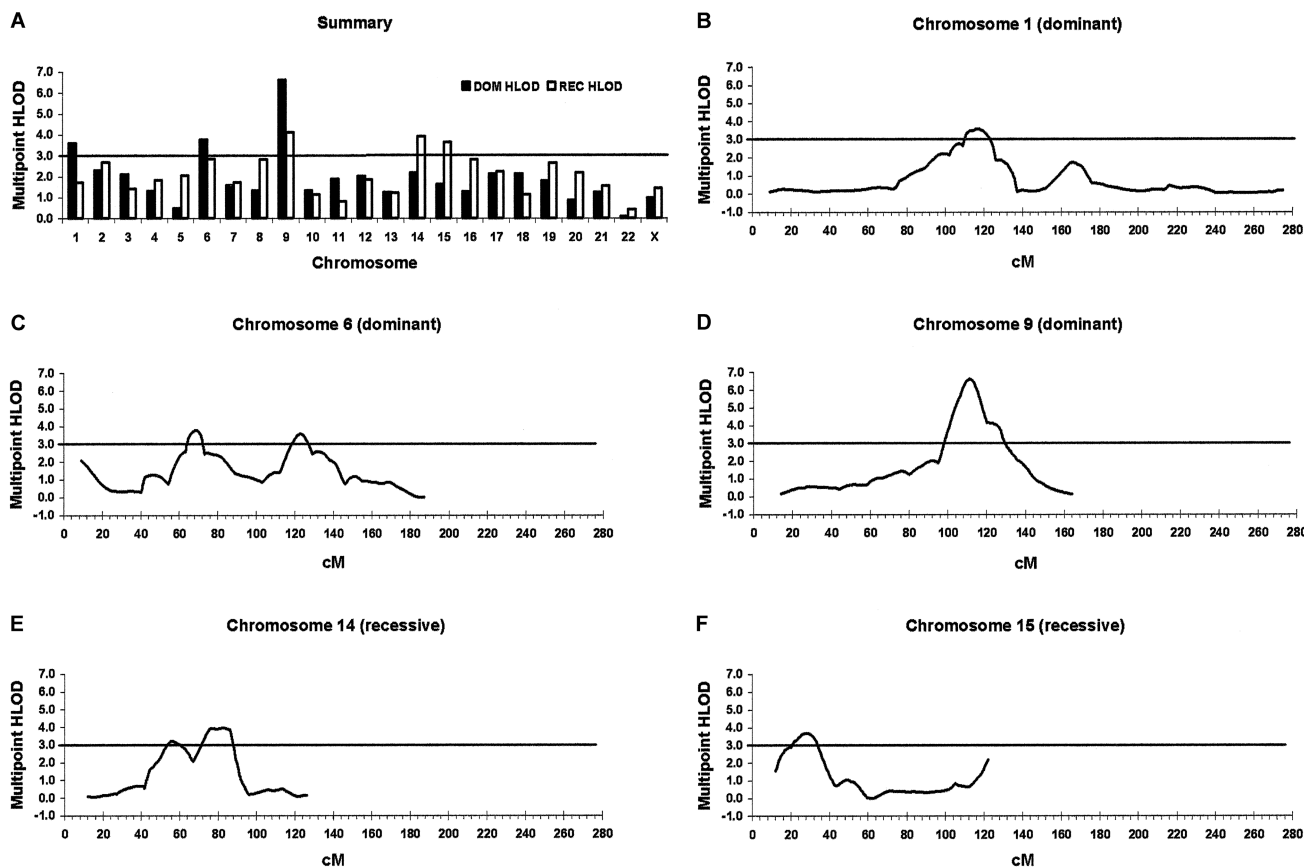 A
Summary
Multipoint HLOD
7.0
6.0
5.0
4.0
3.0
2.0
1.0
0.0
DOM HLOD REC HLOD
1 2 3 4 5 6 7 8 9 10 11 12 13 14 15 16 17 18 19 20 21 22 X
Chromosome
B
Chromosome 1 (dominant)
Multipoint HLOD
7.0
6.0
5.0
4.0
3.0
2.0
1.0
0.0
-1.0
0 20 40 60 80 100 120 140 160 180 200 220 240 260 280
cM
C
Chromosome 6 (dominant)
Multipoint HLOD
7.0
6.0
5.0
4.0
3.0
2.0
1.0
0.0
-1.0
0 20 40 60 80 100 120 140 160 180 200 220 240 260 280
cM
D
Chromosome 9 (dominant)
Multipoint HLOD
7.0
6.0
5.0
4.0
3.0
2.0
1.0
0.0
-1.0
0 20 40 60 80 100 120 140 160 180 200 220 240 260 280
cM
E
Chromosome 14 (recessive)
Multipoint HLOD
7.0
6.0
5.0
4.0
3.0
2.0
1.0
0.0
-1.0
0 20 40 60 80 100 120 140 160 180 200 220 240 260 280
cM
F
Chromosome 15 (recessive)
Multipoint HLOD
7.0
6.0
5.0
4.0
3.0
2.0
1.0
0.0
-1.0
0 20 40 60 80 100 120 140 160 180 200 220 240 260 280
cM